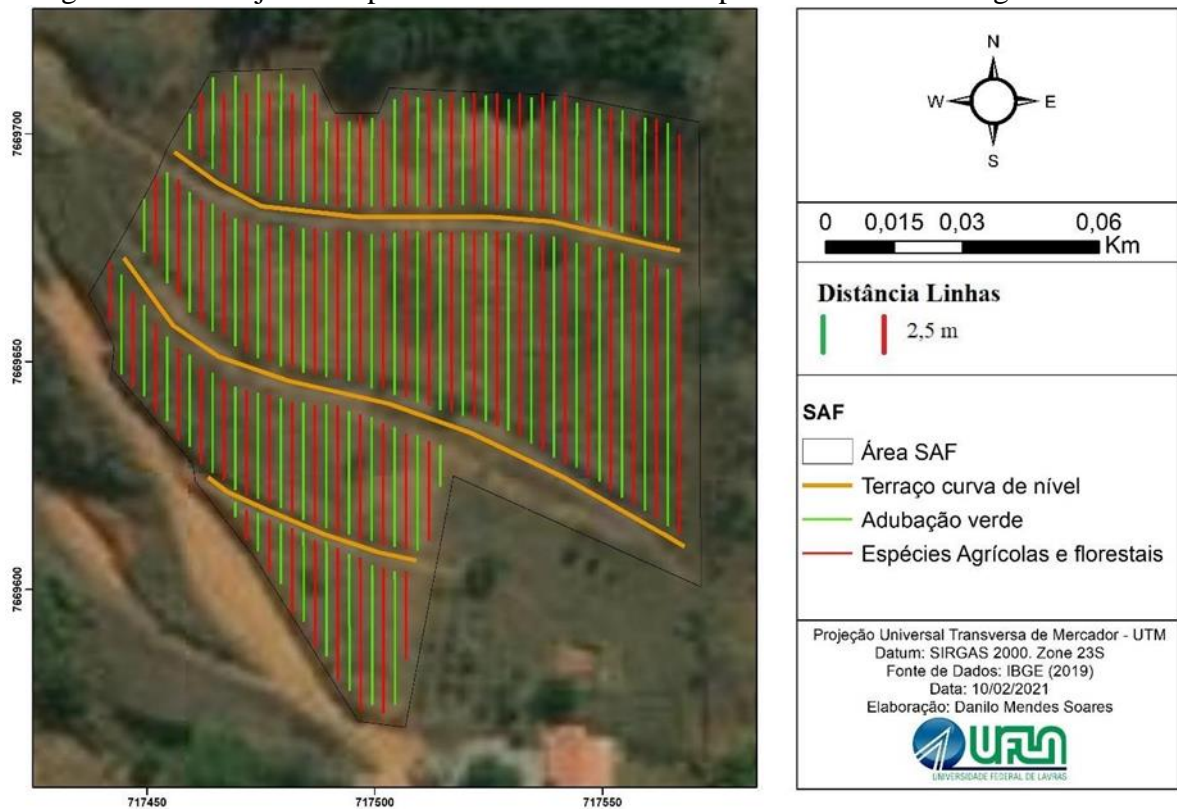 7669700
7669650
7669600
717450
717500
717550
N
W
E
S
0 0,015 0,03 0,06
Km
Distância Linhas
2,5 m
SAF
Área SAF
Terraço curva de nível
Adubação verde
Espécies Agrícolas e florestais
Projeção Universal Transversa de Mercador - UTM
Datum: SIRGAS 2000. Zone 23S
Fonte de Dados: IBGE (2019)
Data: 10/02/2021
Elaboração: Danilo Mendes Soares
UFLA
UNIVERSIDADE FEDERAL DE LAVRAS